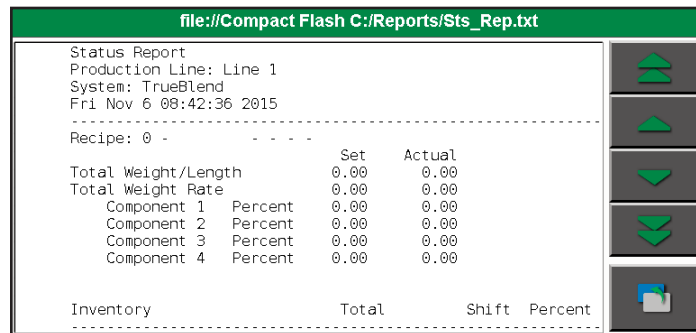 file://Compact Flash C:/Reports/Sts_Rep.txt
Status Report
Production Line: Line 1
System: TrueBlend
Fri Nov 6 08:42:36 2015
------------------------------------------------------------------
Recipe: 0 - - - - -
Set Actual
Total Weight/Length 0.00 0.00
Total Weight Rate 0.00 0.00
Component 1 Percent 0.00 0.00
Component 2 Percent 0.00 0.00
Component 3 Percent 0.00 0.00
Component 4 Percent 0.00 0.00
Inventory Total Shift Percent
------------------------------------------------------------------